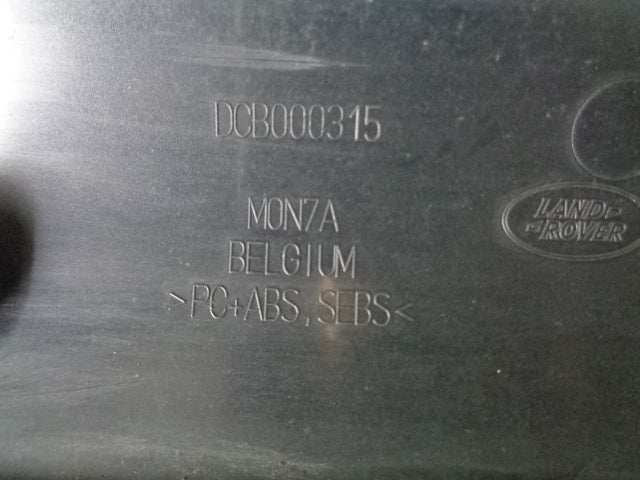 DCB000315
MON7A
BELGIUM
>PC+ABS,SEBS<
LAND
ROVER